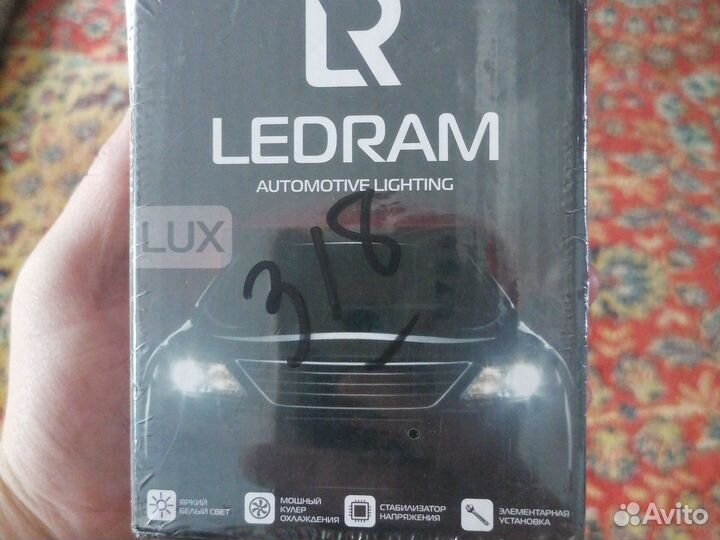 LR
LEDRAM
AUTOMOTIVE LIGHTING
LUX
318
ЯРКИЙ
БЕЛЫЙ СВЕТ
МОЩНЫЙ
КУЛЕР
ОХЛАЖДЕНИЯ
СТАБИЛИЗАТОР
НАПРЯЖЕНИЯ
ЭЛЕМЕНТАРНАЯ
УСТАНОВКА
Avito